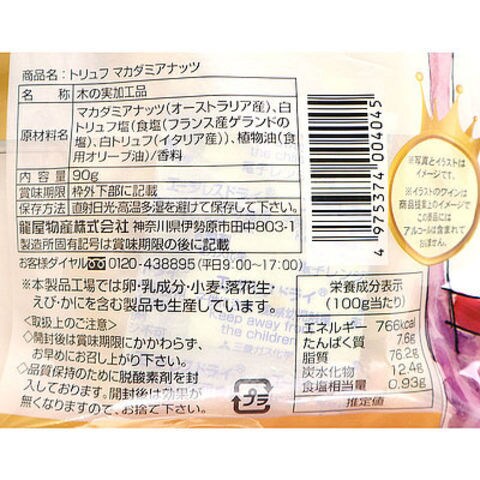 商品名：トリュフ マカダミアナッツ
名称 木の実加工品
原材料名 マカダミアナッツ(オーストラリア産)、白
トリュフ塩(食塩(フランス産ゲランドの
塩)、白トリュフ(イタリア産))、植物油(食
用オリーブ油)/香料
内容量 90g
賞味期限 枠外下部に記載
保存方法 直射日光・高温多湿を避けて保存して下さい。
龍屋物産株式会社 神奈川県伊勢原市田中803-1
製造所固有記号は賞味期限の後に記載
お客様ダイヤル 0120-438895 (平日9:00～17:00)
※本製品工場では卵・乳成分・小麦・落花生・
えび・かにを含む製品も生産しています。
<取扱上のご注意>
◇開封後は賞味期限にかかわらず、
お早めにお召し上がり下さい。
◇品質保持のために脱酸素剤を封
入しております。開封後は効果が
無くなりますので、お捨て下さい。
プラ
4 975374 004045
※写真とイラストは
イメージです。
※イラストのワインは
商品提案上のイメージで
この商品には
アルコールは含まれて
おりません。
栄養成分表示
(100g当たり)
エネルギー 766kcal
たんぱく質 7.6g
脂質 76.2g
炭水化物 12.4g
食塩相当量 0.93g
推定値
keep away from
the children